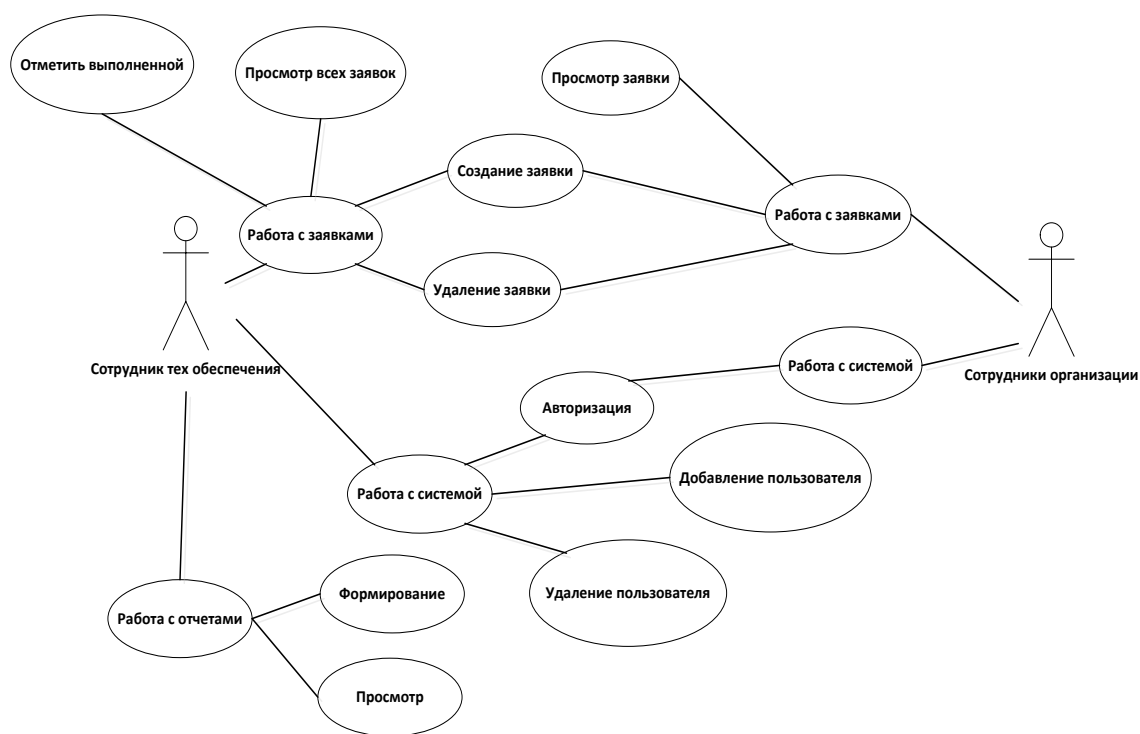 Отметить выполненной
Просмотр всех заявок
Просмотр заявки
Создание заявки
Работа с заявками
Работа с заявками
Удаление заявки
Сотрудник тех обеспечения
Работа с системой
Сотрудники организации
Авторизация
Добавление пользователя
Работа с системой
Формирование
Удаление пользователя
Работа с отчетами
Просмотр